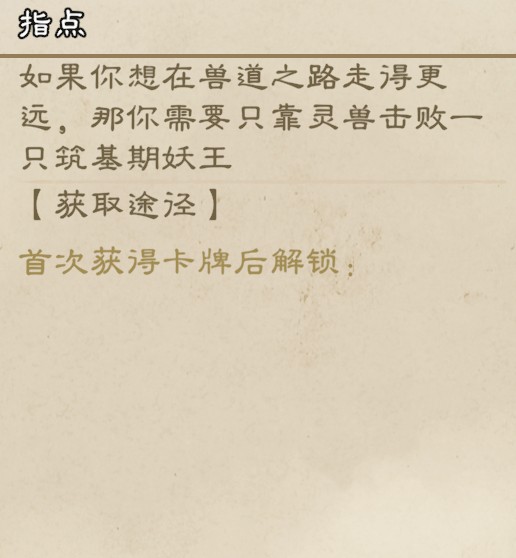 指点
如果你想在兽道之路走得更
远，那你需要只靠灵兽击败一
只筑基期妖王
【获取途径】
首次获得卡牌后解锁：